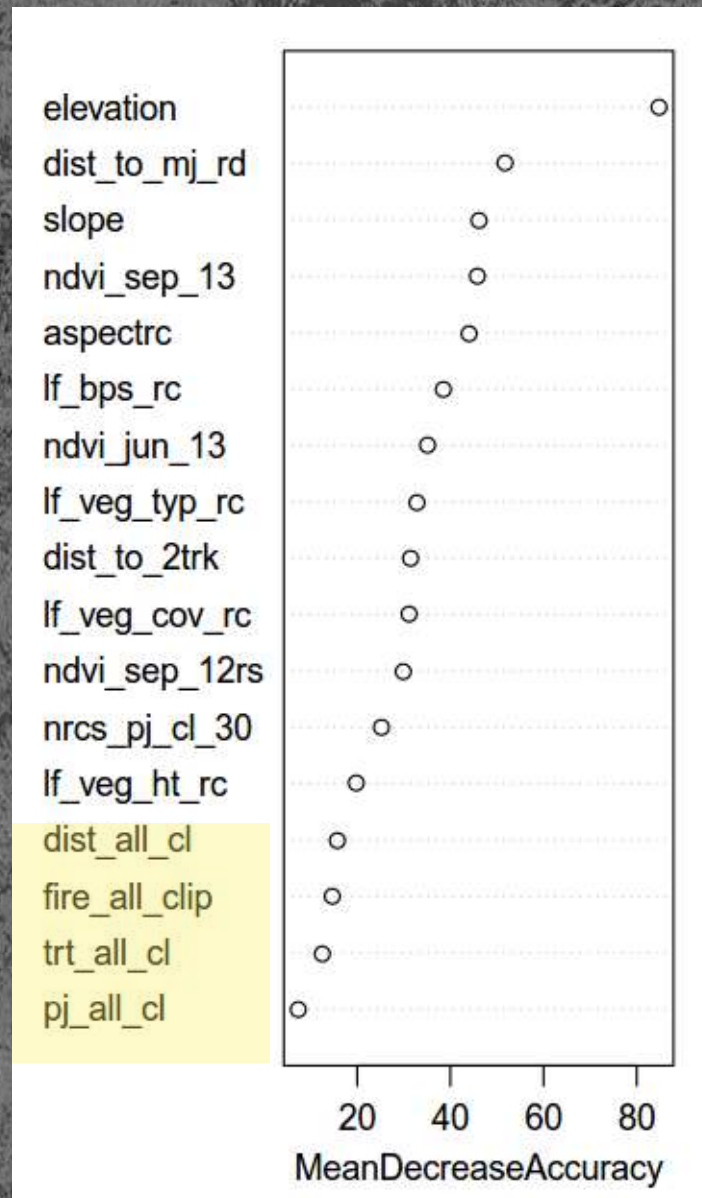 elevation
dist_to_mj_rd
slope
ndvi_sep_13
aspectrc
lf_bps_rc
ndvi_jun_13
lf_veg_typ_rc
dist_to_2trk
lf_veg_cov_rc
ndvi_sep_12rs
nrcs_pj_cl_30
lf_veg_ht_rc
dist_all_cl
fire_all_clip
trt_all_cl
pj_all_cl
20 40 60 80
MeanDecreaseAccuracy